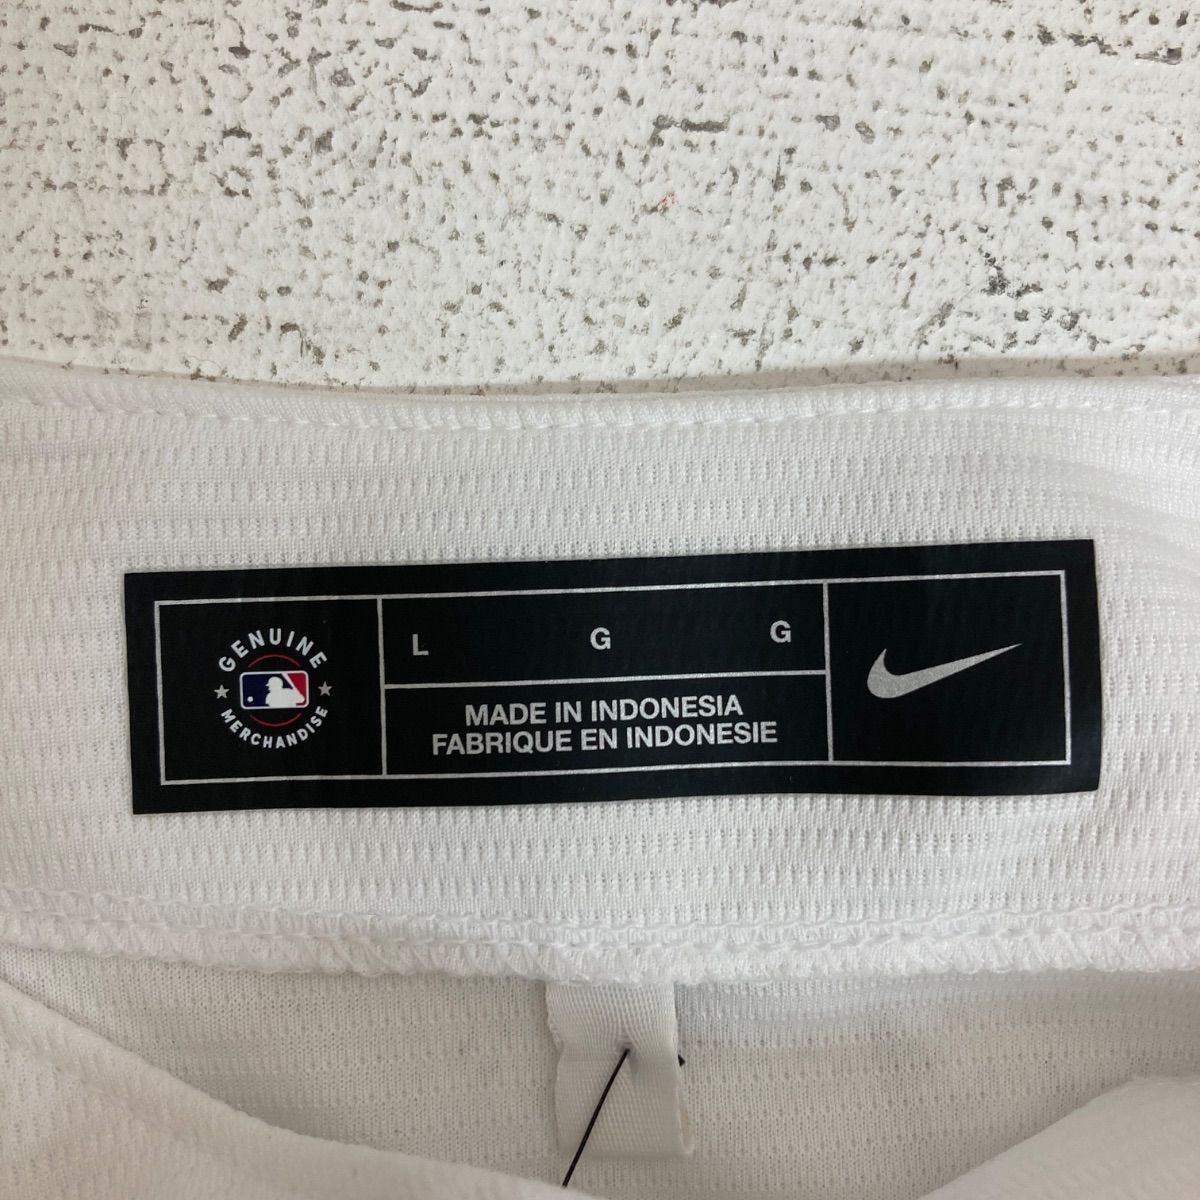 GENUINE
MERCHANDISE
L G G
MADE IN INDONESIA
FABRIQUE EN INDONESIE